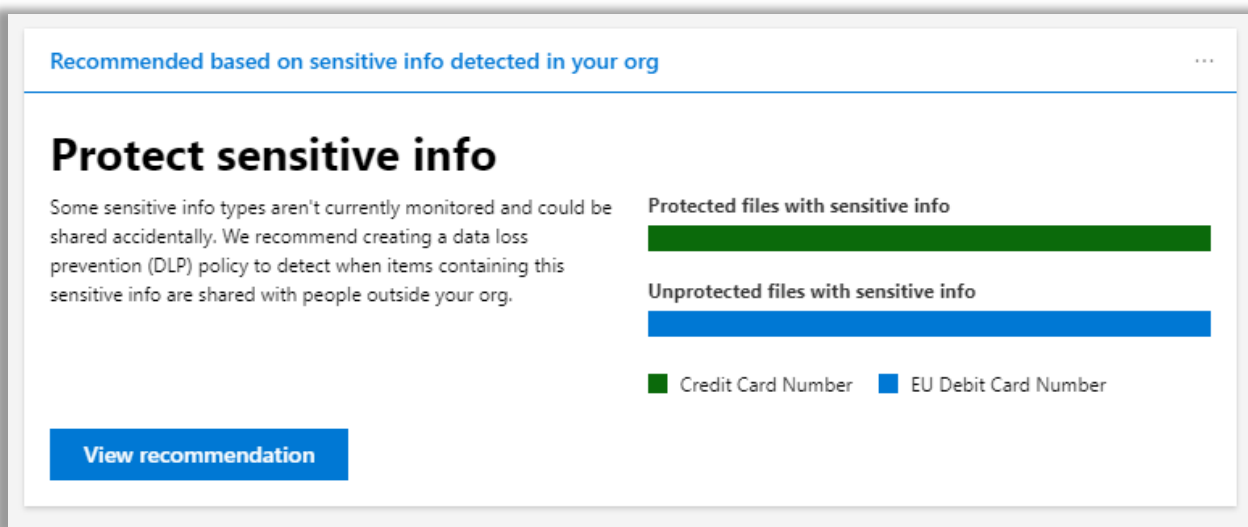 Recommended based on sensitive info detected in your org
...
Protect sensitive info
Some sensitive info types aren't currently monitored and could be
shared accidentally. We recommend creating a data loss
prevention (DLP) policy to detect when items containing this
sensitive info are shared with people outside your org.
Protected files with sensitive info
Unprotected files with sensitive info
Credit Card Number EU Debit Card Number
View recommendation